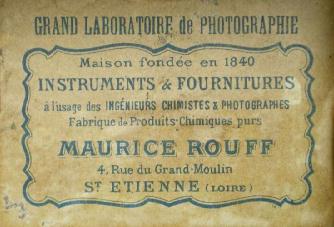 GRAND LABORATOIRE de PHOTOGRAPHIE
Maison fondée en 1840
INSTRUMENTS & FOURNITURES
à l'usage des INGÉNIEURS CHIMISTES & PHOTOGRAPHES
Fabrique de Produits Chimiques purs
MAURICE ROUFF
4, Rue du Grand-Moulin
ST ETIENNE (LOIRE)